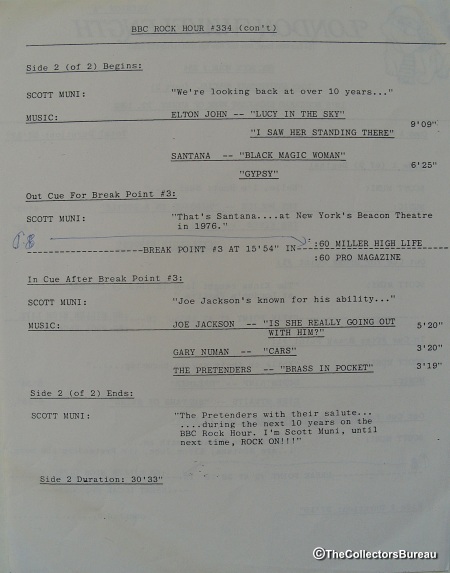 BBC ROCK HOUR #334 (con't)
Side 2 (of 2) Begins:
SCOTT MUNI: "We're looking back at over 10 years..."
MUSIC: ELTON JOHN -- "LUCY IN THE SKY"
"I SAW HER STANDING THERE" 9'09"
SANTANA -- "BLACK MAGIC WOMAN"
"GYPSY" 6'25"
Out Cue For Break Point #3:
SCOTT MUNI: "That's Santana....at New York's Beacon Theatre
in 1976."
BREAK POINT #3 AT 15'54" IN :60 MILLER HIGH LIFE
:60 PRO MAGAZINE
In Cue After Break Point #3:
SCOTT MUNI: "Joe Jackson's known for his ability..."
MUSIC: JOE JACKSON -- "IS SHE REALLY GOING OUT 5'20"
WITH HIM?"
GARY NUMAN -- "CARS" 3'20"
THE PRETENDERS -- "BRASS IN POCKET" 3'19"
Side 2 (of 2) Ends:
SCOTT MUNI: "The Pretenders with their salute...
....during the next 10 years on the
BBC Rock Hour. I'm Scott Muni, until
next time, ROCK ON!!!"
Side 2 Duration: 30'33"
©TheCollectorsBureau